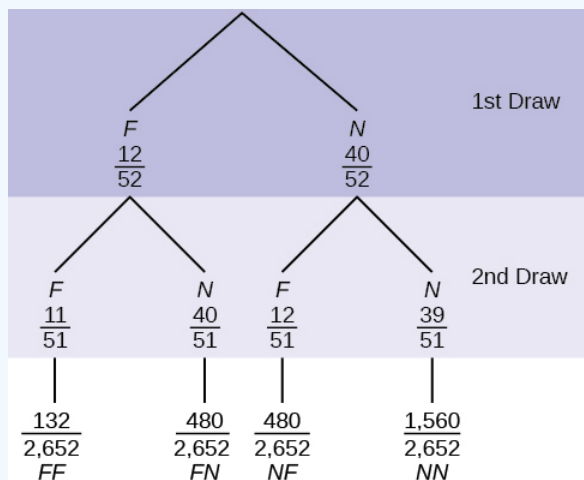 1st Draw
F N
12 40
52 52
2nd Draw
F N F N
11 40 12 39
51 51 51 51
132 480 480 1,560
2,652 2,652 2,652 2,652
FF FN NF NN